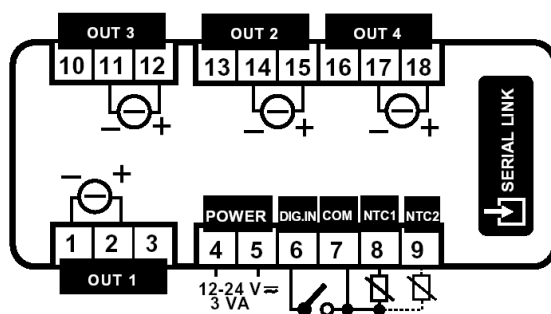 OUT 3
OUT 2
OUT 4
10 11 12
13 14 15 16 17 18
− +
− +
− +
SERIAL LINK
− +
POWER DIG.IN COM NTC1 NTC2
1 2 3
4 5 6 7 8 9
OUT 1
12-24 V ⎓
3 VA